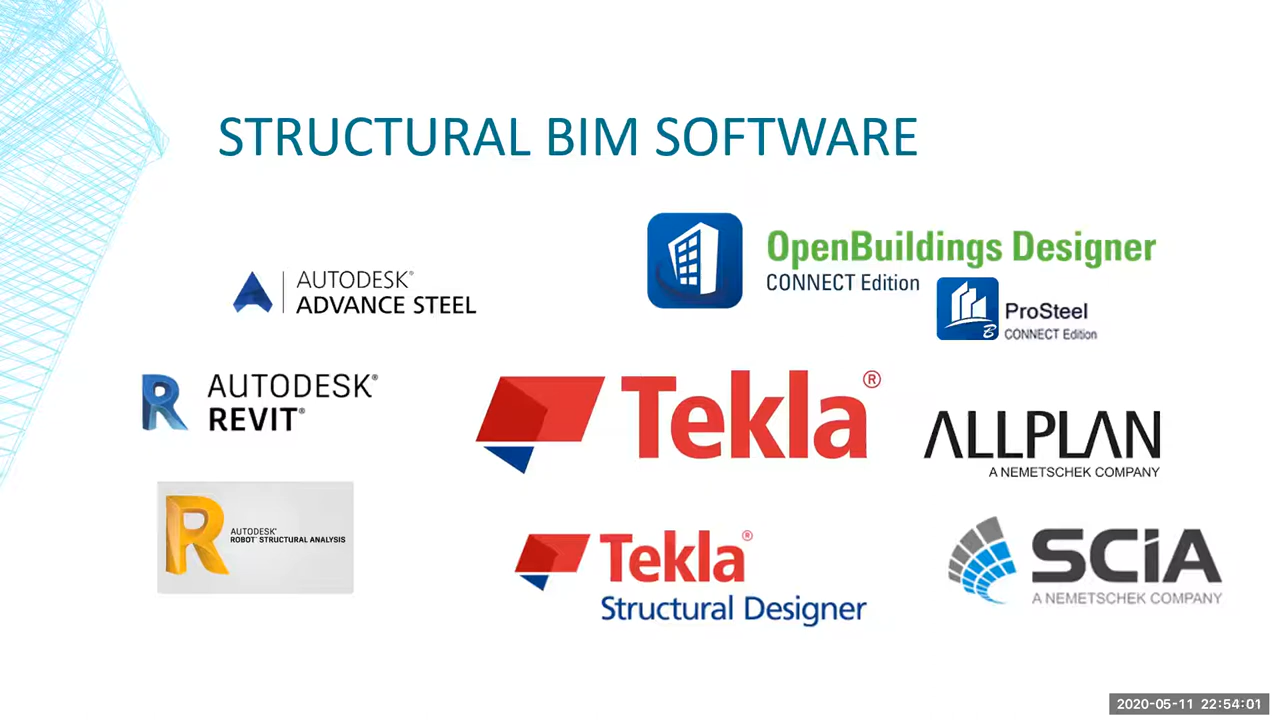 STRUCTURAL BIM SOFTWARE
OpenBuildings Designer
CONNECT Edition
AUTODESK®
ADVANCE STEEL
ProSteel
CONNECT Edition
AUTODESK®
REVIT®
Tekla®
ALLPLAN
A NEMETSCHEK COMPANY
AUTODESK®
ROBOT™ STRUCTURAL ANALYSIS
Tekla®
Structural Designer
SCIA
A NEMETSCHEK COMPANY
2020-05-11 22:54:01